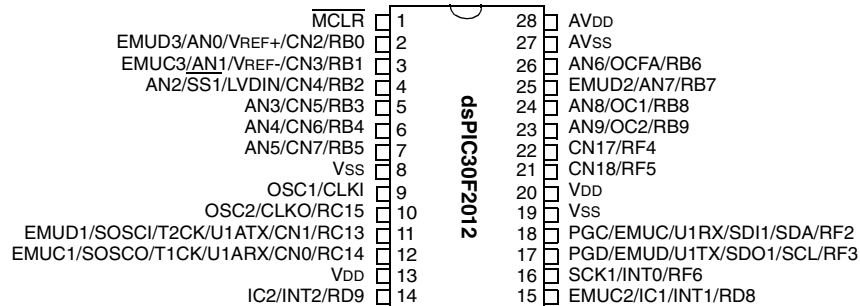 MCLR 1 28 AVDD
EMUD3/AN0/VREF+/CN2/RB0 2 27 AVSS
EMUC3/AN1/VREF-/CN3/RB1 3 26 AN6/OCFA/RB6
AN2/SS1/LVDIN/CN4/RB2 4 25 EMUD2/AN7/RB7
AN3/CN5/RB3 5 24 AN8/OC1/RB8
AN4/CN6/RB4 6 23 AN9/OC2/RB9
AN5/CN7/RB5 7 22 CN17/RF4
VSS 8 21 CN18/RF5
OSC1/CLKI 9 20 VDD
OSC2/CLKO/RC15 10 19 VSS
EMUD1/SOSCI/T2CK/U1ATX/CN1/RC13 11 18 PGC/EMUC/U1RX/SDI1/SDA/RF2
EMUC1/SOSCO/T1CK/U1ARX/CN0/RC14 12 17 PGD/EMUD/U1TX/SDO1/SCL/RF3
VDD 13 16 SCK1/INT0/RF6
IC2/INT2/RD9 14 15 EMUC2/IC1/INT1/RD8
dsPIC30F2012